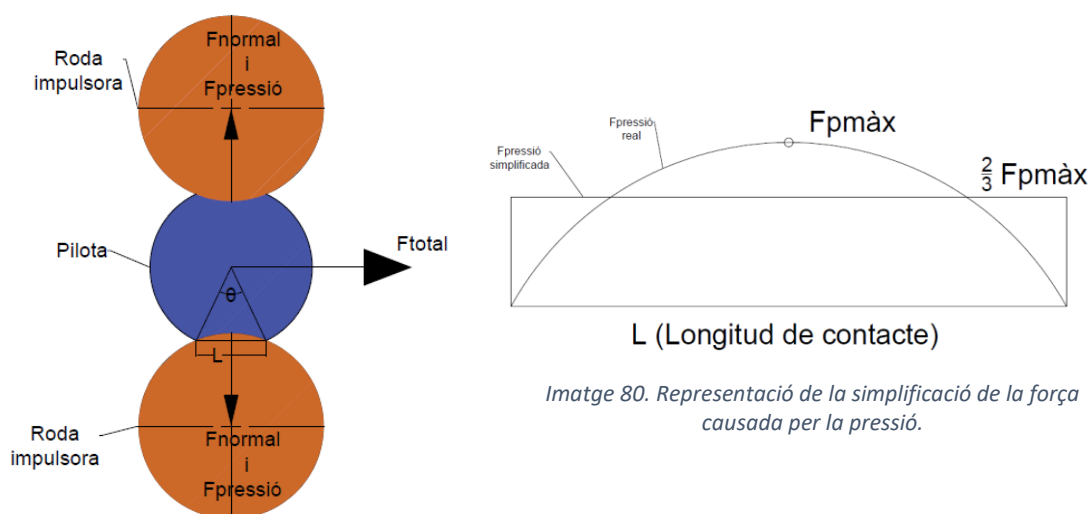 Roda
impulsora
Fnormal
i
Fpressió
Pilota
Ftotal
θ
L
Roda
impulsora
Fnormal
i
Fpressió
Fpressió
real
Fpmàx
Fpressió
simplificada
2/3 Fpmàx
L (Longitud de contacte)
Imatge 80. Representació de la simplificació de la força
causada per la pressió.